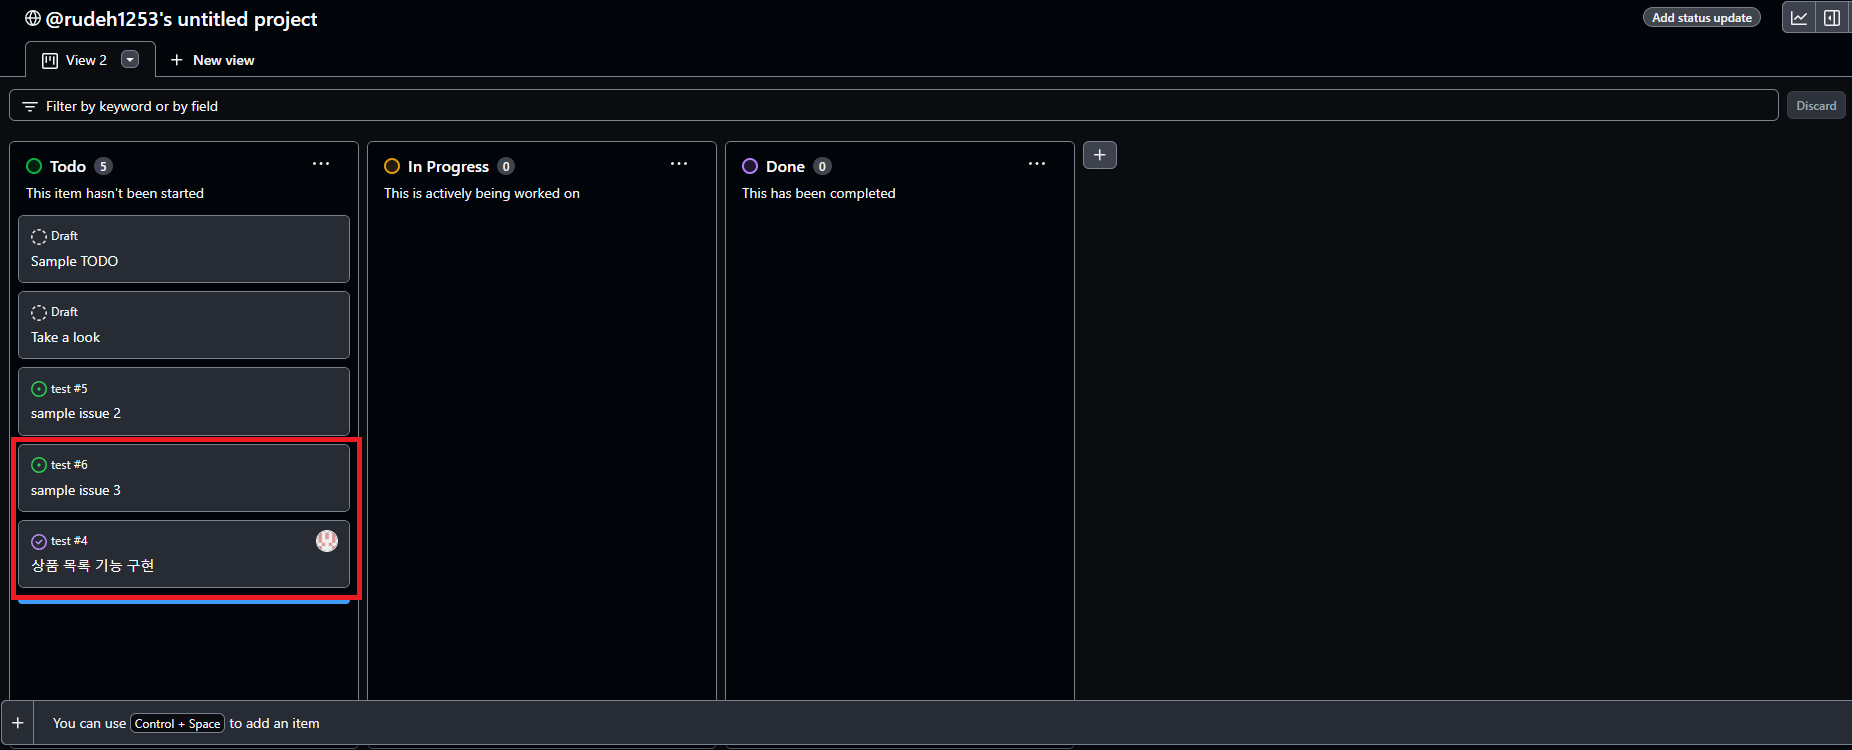 @rudeh1253's untitled project
Add status update
View 2
New view
Filter by keyword or by field
Discard
Todo 5
This item hasn't been started
Draft
Sample TODO
Draft
Take a look
test #5
sample issue 2
test #6
sample issue 3
test #4
상품 목록 기능 구현
In Progress 0
This is actively being worked on
Done 0
This has been completed
You can use Control + Space to add an item